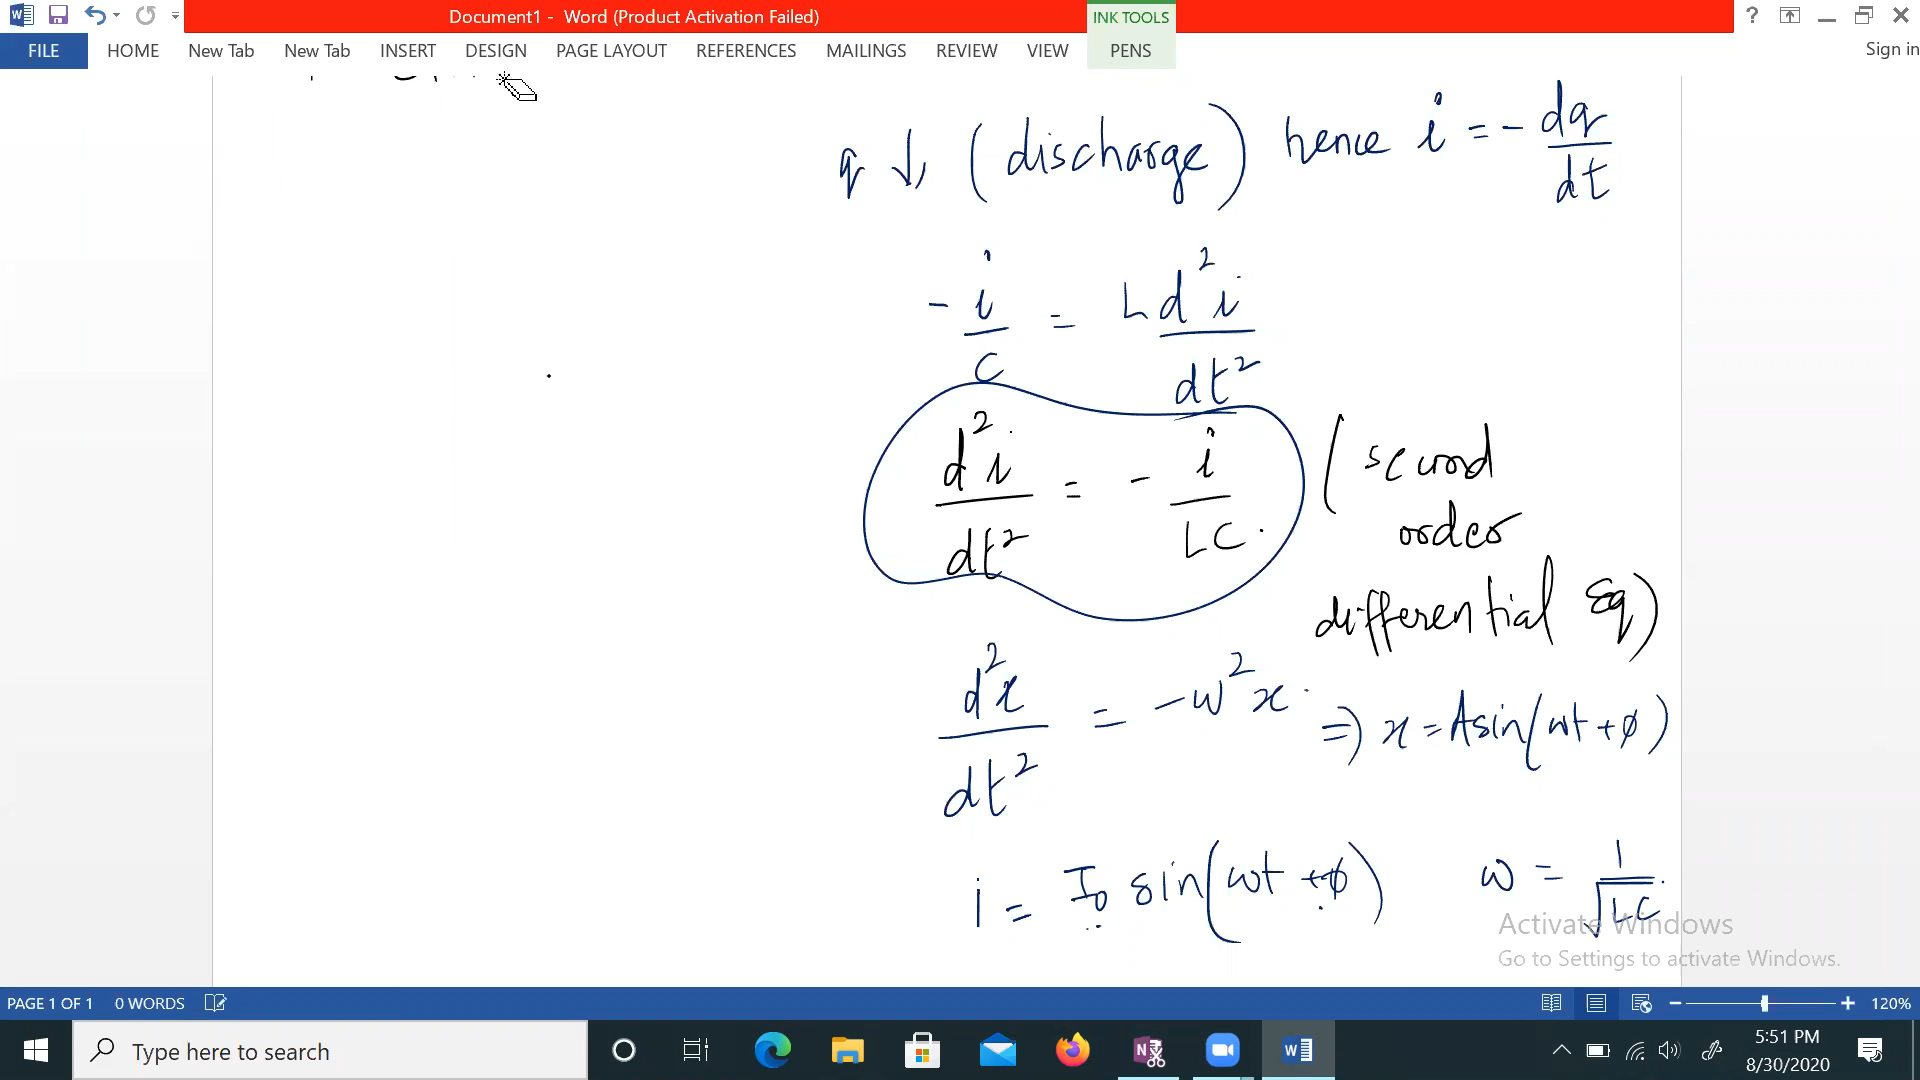 Document1 - Word (Product Activation Failed)
INK TOOLS
FILE HOME New Tab New Tab INSERT DESIGN PAGE LAYOUT REFERENCES MAILINGS REVIEW VIEW PENS Sign in
q ↓ (discharge) hence i = - dq/dt
- i/C = L d²i/dt²
d²i/dt² = - i/LC (second order differential Eq)
d²x/dt² = -ω²x ⇒ x = A sin(ωt + φ)
i = I₀ sin(ωt + φ) ω = 1/√LC
Activate Windows
Go to Settings to activate Windows.
PAGE 1 OF 1 0 WORDS 120%
Type here to search
5:51 PM
8/30/2020